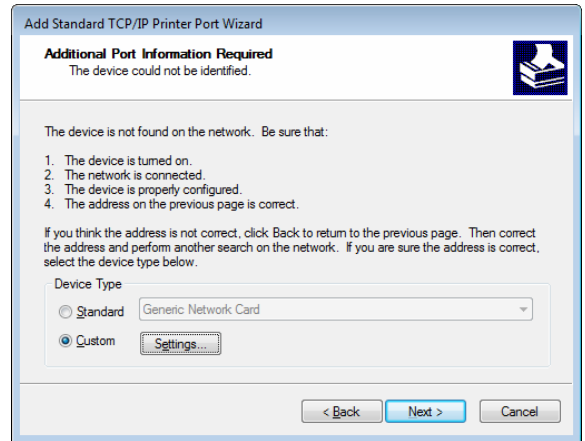 Add Standard TCP/IP Printer Port Wizard
Additional Port Information Required
The device could not be identified.
The device is not found on the network. Be sure that:
1. The device is turned on.
2. The network is connected.
3. The device is properly configured.
4. The address on the previous page is correct.
If you think the address is not correct, click Back to return to the previous page. Then correct
the address and perform another search on the network. If you are sure the address is correct,
select the device type below.
Device Type
Standard
Generic Network Card
Custom
Settings...
< Back
Next >
Cancel